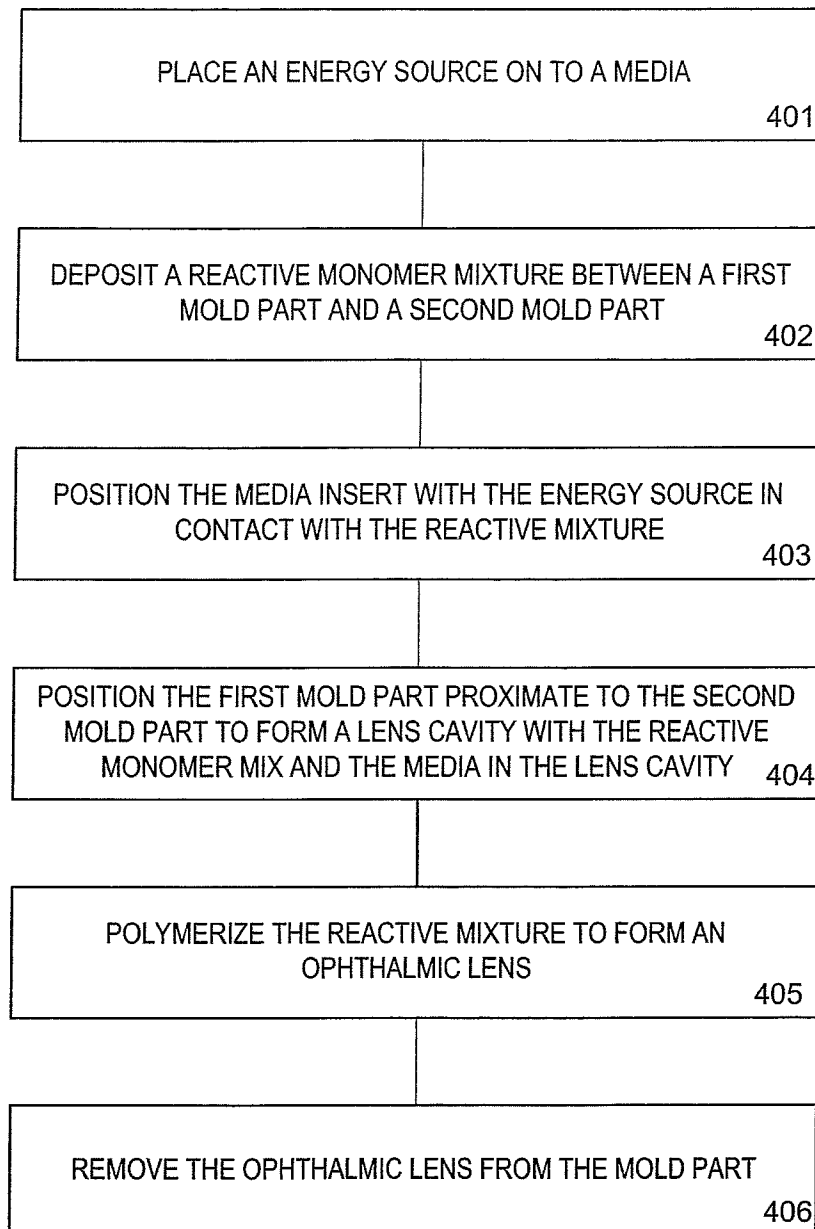 PLACE AN ENERGY SOURCE ON TO A MEDIA
401
DEPOSIT A REACTIVE MONOMER MIXTURE BETWEEN A FIRST
MOLD PART AND A SECOND MOLD PART
402
POSITION THE MEDIA INSERT WITH THE ENERGY SOURCE IN
CONTACT WITH THE REACTIVE MIXTURE
403
POSITION THE FIRST MOLD PART PROXIMATE TO THE SECOND
MOLD PART TO FORM A LENS CAVITY WITH THE REACTIVE
MONOMER MIX AND THE MEDIA IN THE LENS CAVITY
404
POLYMERIZE THE REACTIVE MIXTURE TO FORM AN
OPHTHALMIC LENS
405
REMOVE THE OPHTHALMIC LENS FROM THE MOLD PART
406